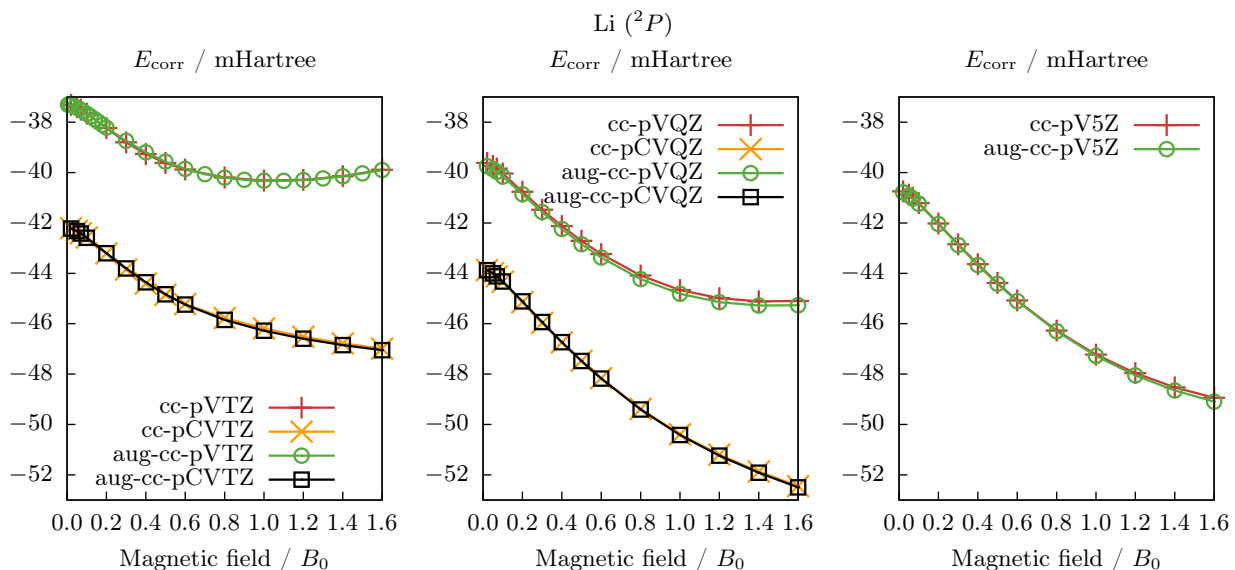 Li (²P)
E_corr / mHartree
−38
−40
−42
−44
−46
−48
−50
−52
cc-pVTZ
cc-pCVTZ
aug-cc-pVTZ
aug-cc-pCVTZ
0.0 0.2 0.4 0.6 0.8 1.0 1.2 1.4 1.6
Magnetic field / B₀
E_corr / mHartree
−38
−40
−42
−44
−46
−48
−50
−52
cc-pVQZ
cc-pCVQZ
aug-cc-pVQZ
aug-cc-pCVQZ
0.0 0.2 0.4 0.6 0.8 1.0 1.2 1.4 1.6
Magnetic field / B₀
E_corr / mHartree
−38
−40
−42
−44
−46
−48
−50
−52
cc-pV5Z
aug-cc-pV5Z
0.0 0.2 0.4 0.6 0.8 1.0 1.2 1.4 1.6
Magnetic field / B₀